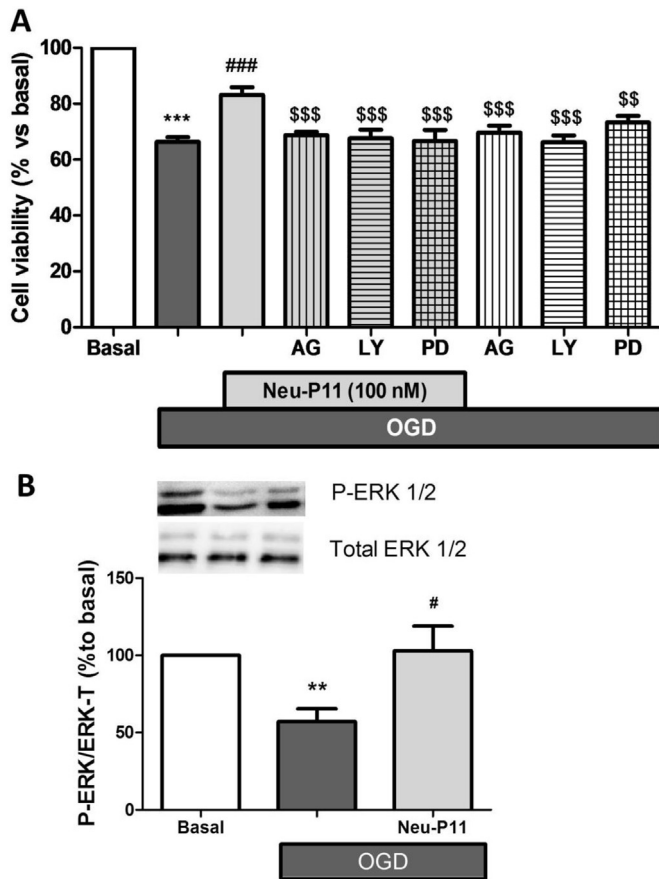 A
Cell viability (% vs basal)
100
80
60
40
20
0
***
###
$$$
$$$
$$$
$$$
$$$
$$
Basal
AG
LY
PD
AG
LY
PD
Neu-P11 (100 nM)
OGD
B
P-ERK 1/2
Total ERK 1/2
P-ERK/ERK-T (%to basal)
150
100
50
0
**
#
Basal
Neu-P11
OGD